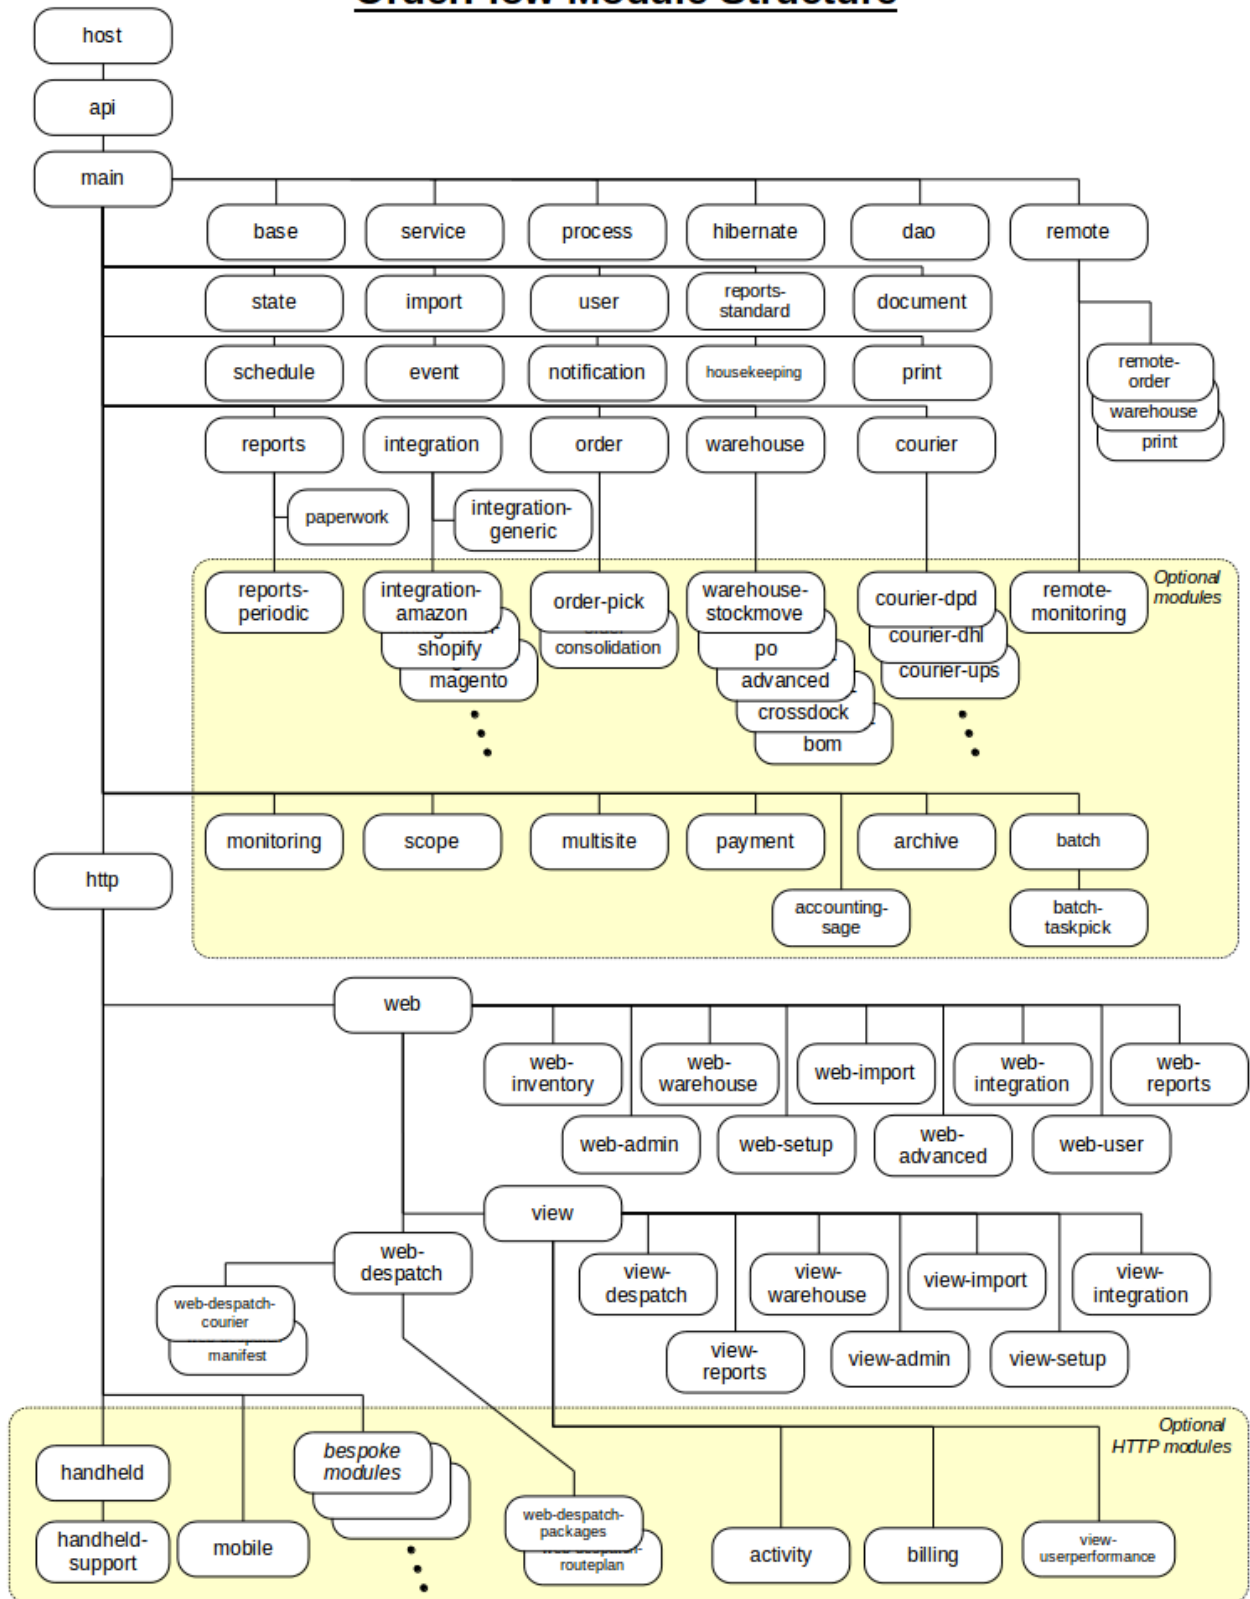 OrderFlow Module Structure
host
api
main
base
service
process
hibernate
dao
remote
state
import
user
reports-
standard
document
schedule
event
notification
housekeeping
print
remote-
order
warehouse
print
reports
integration
order
warehouse
courier
paperwork
integration-
generic
Optional
modules
reports-
periodic
integration-
amazon
shopify
magento
order-pick
consolidation
warehouse-
stockmove
po
advanced
crossdock
bom
courier-dpd
courier-dhl
courier-ups
remote-
monitoring
monitoring
scope
multisite
payment
archive
batch
accounting-
sage
batch-
taskpick
http
web
web-
inventory
web-
warehouse
web-import
web-
integration
web-
reports
web-admin
web-setup
web-
advanced
web-user
view
web-
despatch
view-
despatch
view-
warehouse
view-import
view-
integration
web-despatch-
courier
manifest
view-
reports
view-admin
view-setup
Optional
HTTP modules
handheld
handheld-
support
mobile
bespoke
modules
web-despatch-
packages
web-despatch-
routeplan
activity
billing
view-
userperformance